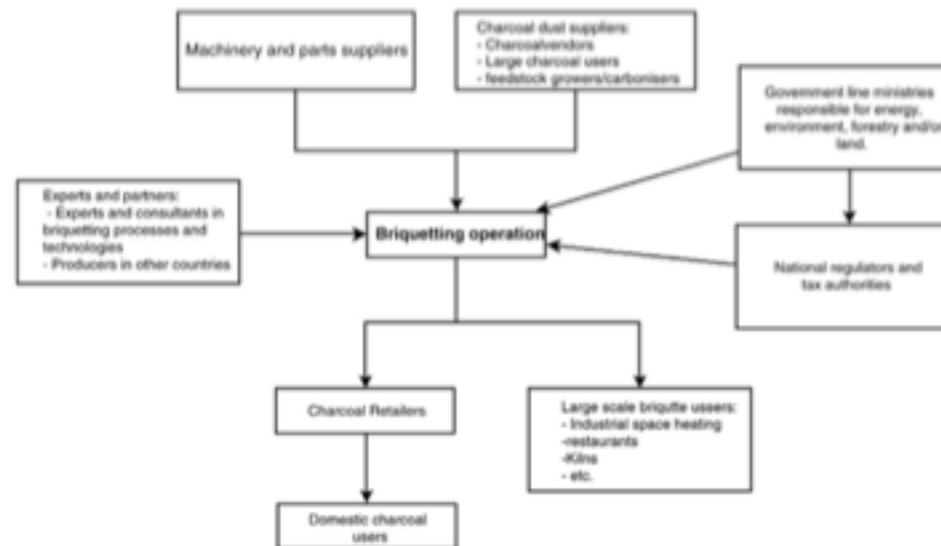 Machinery and parts suppliers
Charcoal dust suppliers:
- Charcoalvendors
- Large charcoal users
- feedstock growers/carbonisers
Government line ministries
responsible for energy,
environment, forestry and/or
land.
Experts and partners:
- Experts and consultants in
briquetting processes and
technologies
- Producers in other countries
Briquetting operation
National regulators and
tax authorities
Charcoal Retailers
Large scale briqutte ussers:
- Industrial space heating
-restaurants
-Kilns
- etc.
Domestic charcoal
users